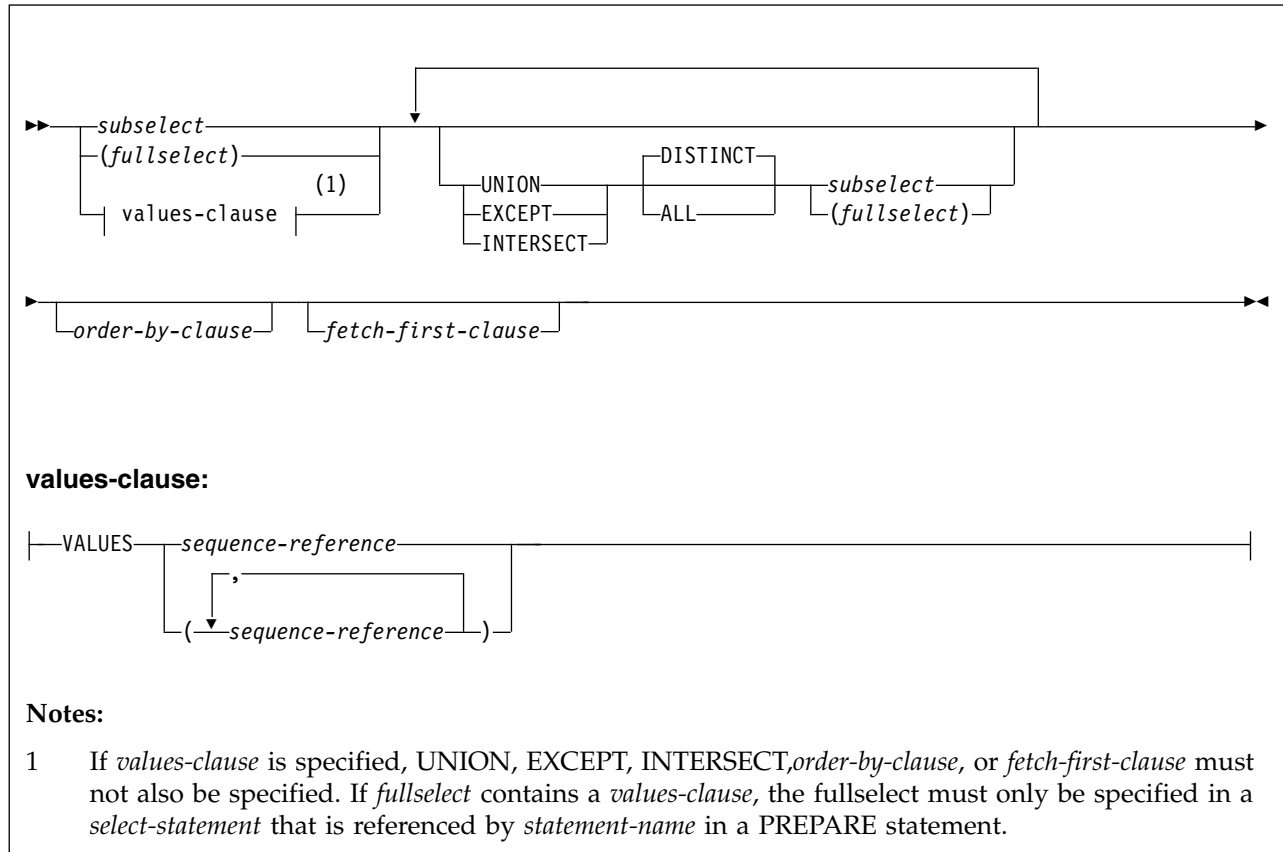 subselect
(fullselect)
(1)
values-clause
UNION
EXCEPT
INTERSECT
DISTINCT
ALL
subselect
(fullselect)
order-by-clause
fetch-first-clause
values-clause:
VALUES
sequence-reference
,
( sequence-reference )
Notes:
1 If values-clause is specified, UNION, EXCEPT, INTERSECT,order-by-clause, or fetch-first-clause must
not also be specified. If fullselect contains a values-clause, the fullselect must only be specified in a
select-statement that is referenced by statement-name in a PREPARE statement.